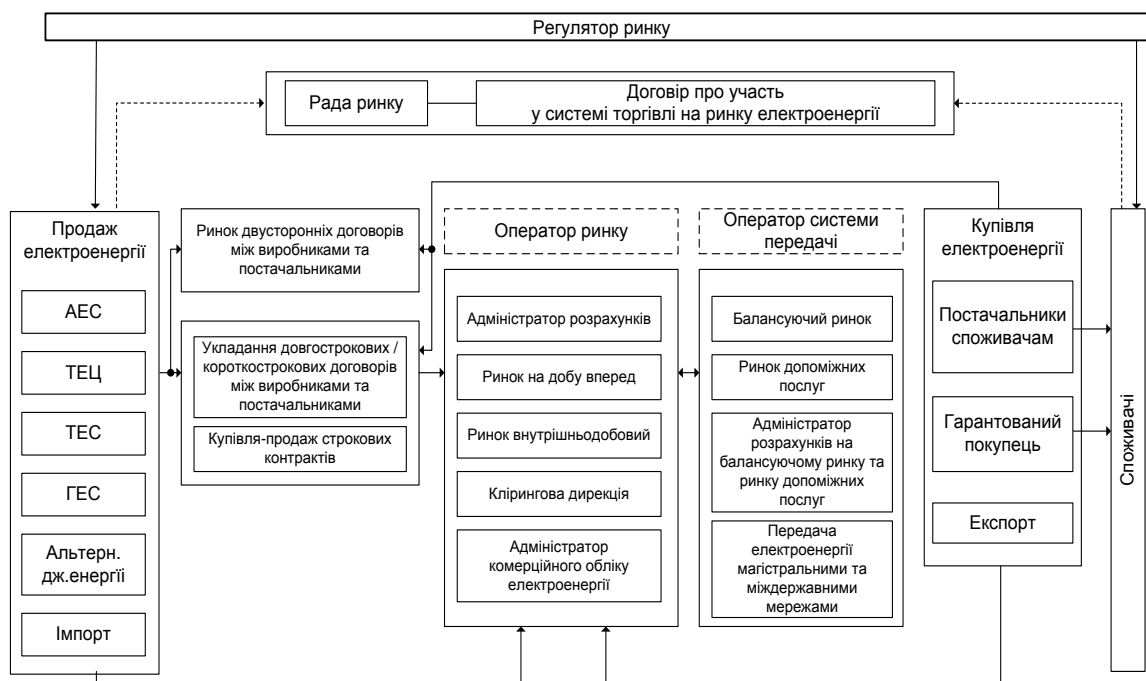 Регулятор ринку
Рада ринку
Договір про участь
у системі торгівлі на ринку електроенергії
Продаж
електроенергії
АЕС
ТЕЦ
ТЕС
ГЕС
Альтерн.
дж.енергїї
Імпорт
Ринок двусторонніх договорів
між виробниками та
постачальниками
Укладання довгострокових /
короткострокових договорів
між виробниками та
постачальниками
Купівля-продаж строкових
контрактів
Оператор ринку
Адміністратор розрахунків
Ринок на добу вперед
Ринок внутрішньодобовий
Клірингова дирекція
Адміністратор
комерційного обліку
електроенергії
Оператор системи
передачі
Балансуючий ринок
Ринок допоміжних
послуг
Адміністратор
розрахунків на
балансуючому ринку та
ринку допоміжних
послуг
Передача
електроенергії
магістральними та
міждержавними
мережами
Купівля
електроенергії
Постачальники
споживачам
Гарантований
покупець
Експорт
Споживачі